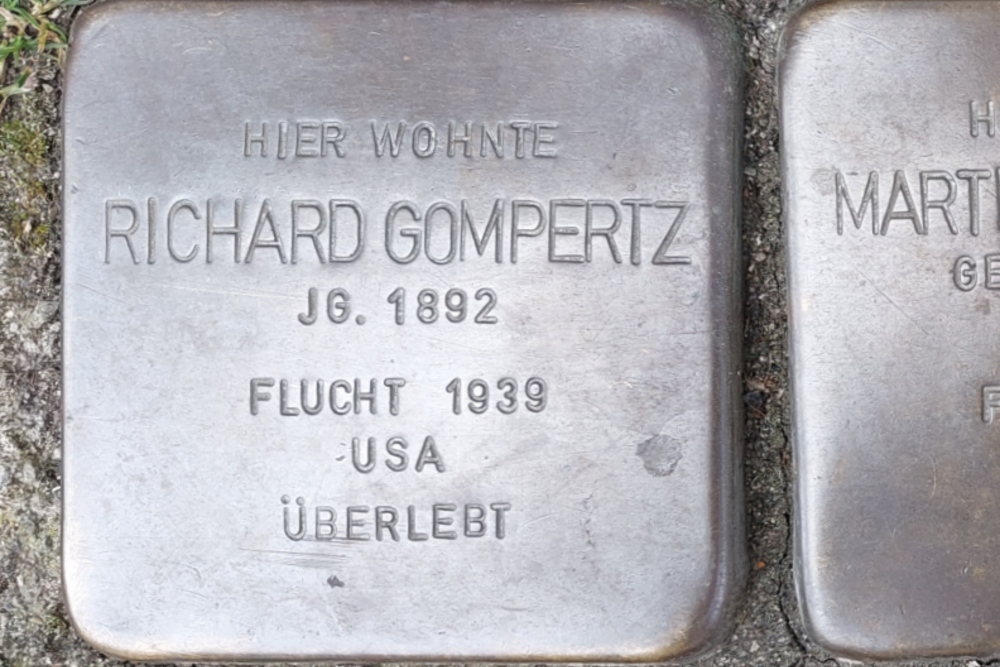 HIER WOHNTE
RICHARD GOMPERTZ
JG. 1892
FLUCHT 1939
USA
ÜBERLEBT